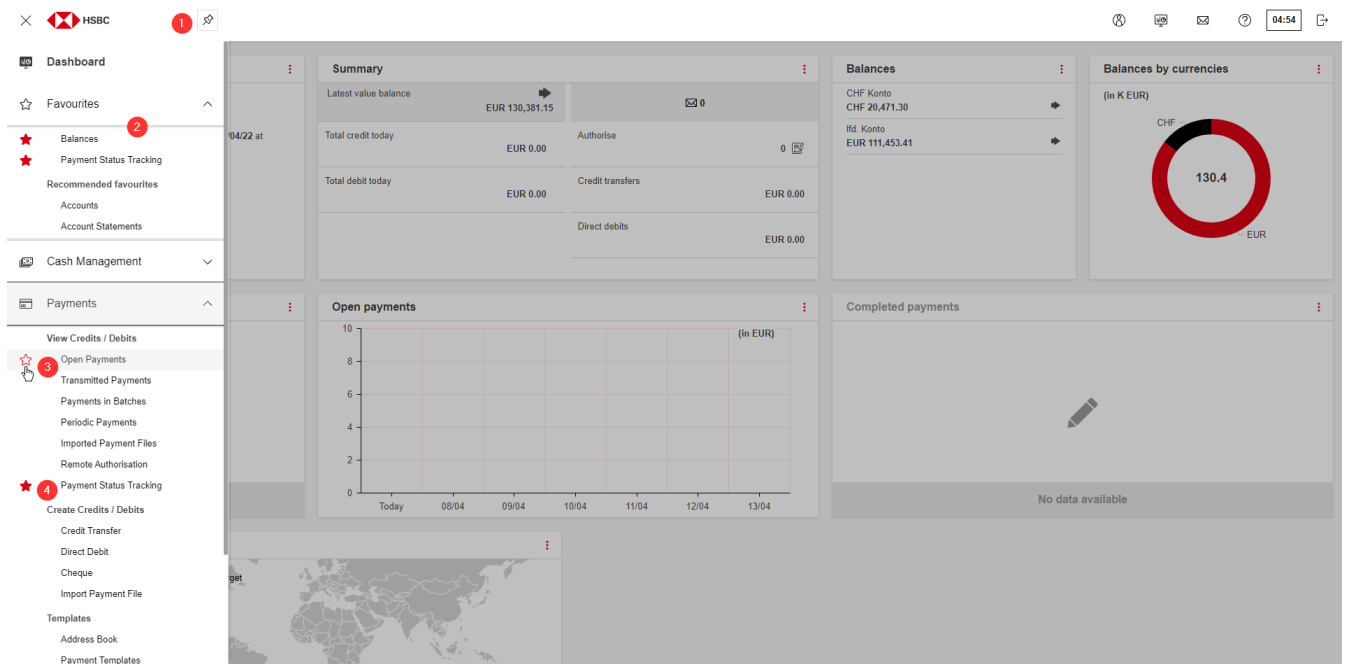 HSBC
1
04:54
Dashboard
Favourites
2
Balances
Payment Status Tracking
Recommended favourites
Accounts
Account Statements
Cash Management
Payments
View Credits / Debits
Open Payments
3
Transmitted Payments
Payments in Batches
Periodic Payments
Imported Payment Files
Remote Authorisation
Payment Status Tracking
4
Create Credits / Debits
Credit Transfer
Direct Debit
Cheque
Import Payment File
Templates
Address Book
Payment Templates
/04/22 at
Summary
Latest value balance
EUR 130,381.15
0
Total credit today
EUR 0.00
Authorise
0
Total debit today
EUR 0.00
Credit transfers
EUR 0.00
Direct debits
EUR 0.00
Balances
CHF Konto
CHF 20,471.30
lfd. Konto
EUR 111,453.41
Balances by currencies
(in K EUR)
CHF
130.4
EUR
Open payments
(in EUR)
10
8
6
4
2
0
Today 08/04 09/04 10/04 11/04 12/04 13/04
Completed payments
No data available
rget